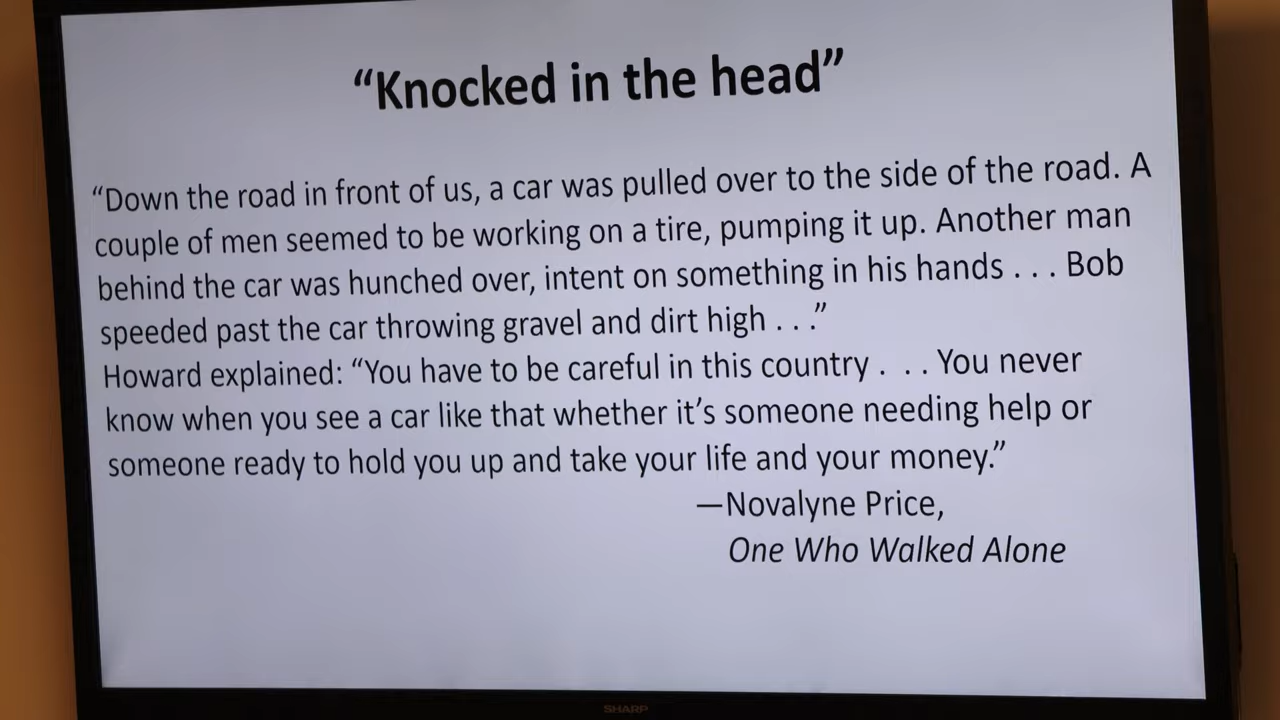 “Knocked in the head”
“Down the road in front of us, a car was pulled over to the side of the road. A
couple of men seemed to be working on a tire, pumping it up. Another man
behind the car was hunched over, intent on something in his hands . . . Bob
speeded past the car throwing gravel and dirt high . . .”
Howard explained: “You have to be careful in this country . . . You never
know when you see a car like that whether it’s someone needing help or
someone ready to hold you up and take your life and your money.”
—Novalyne Price,
One Who Walked Alone
SHARP